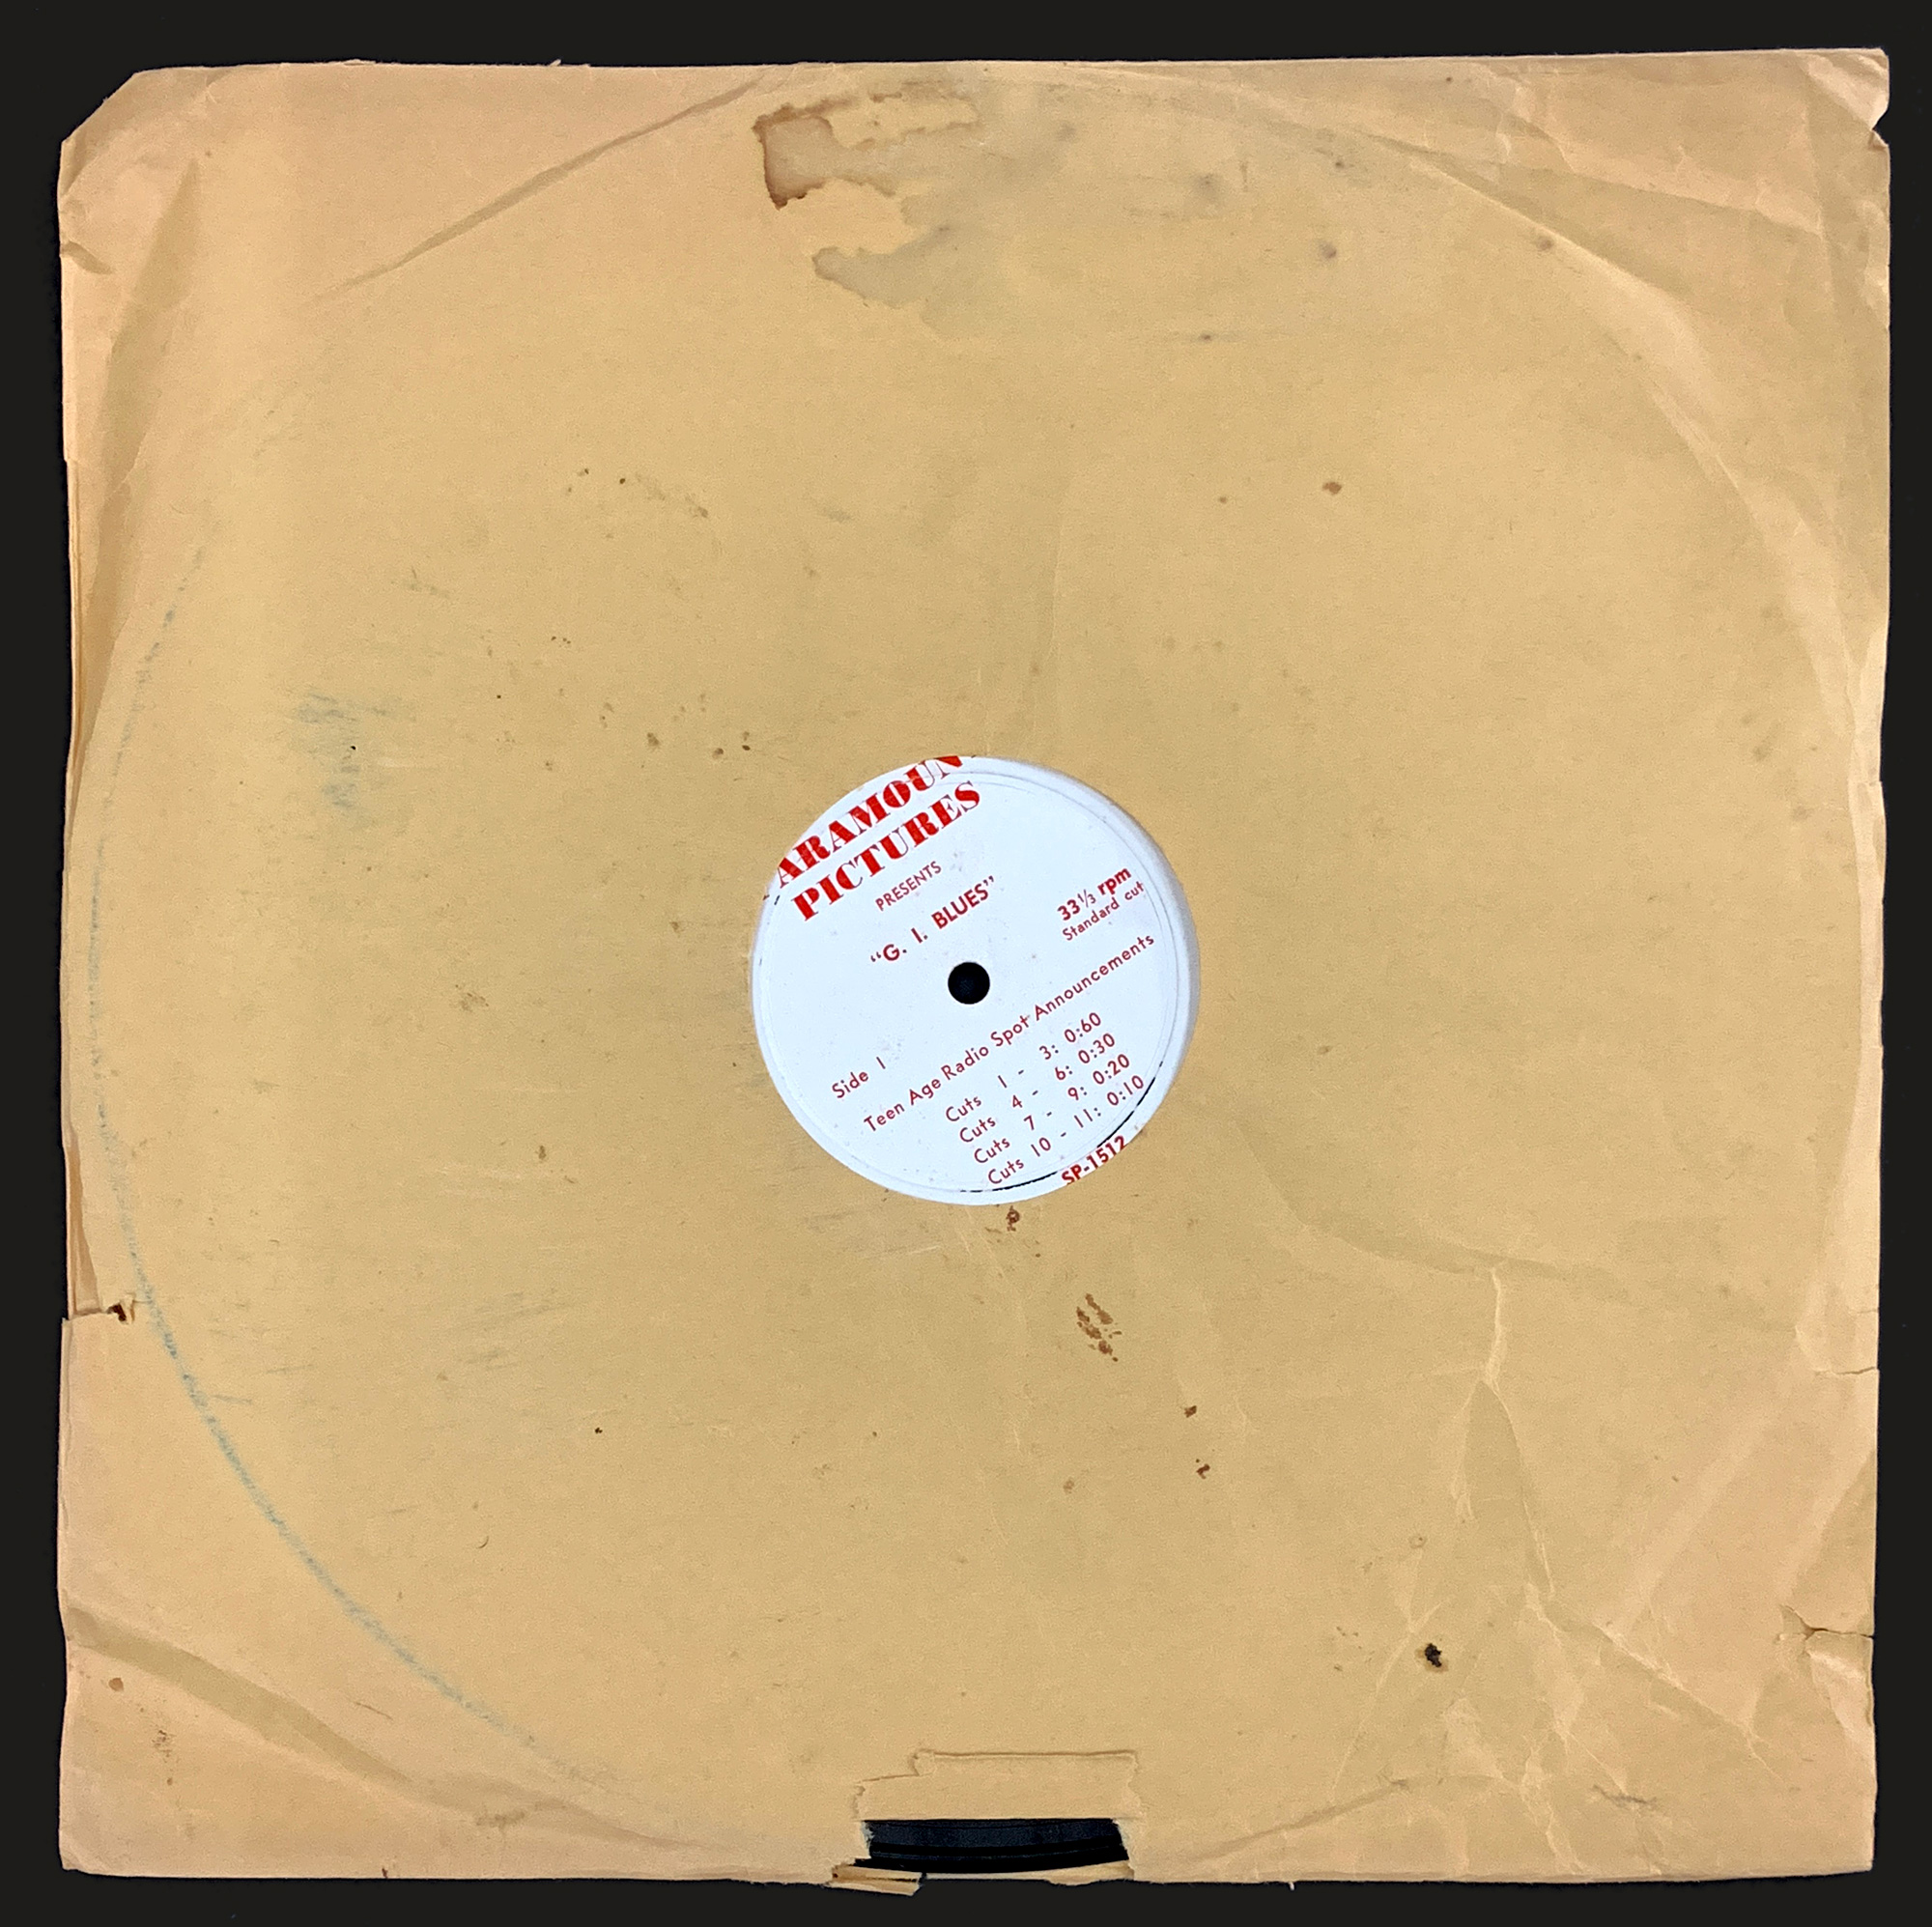 ARAMOUN
PICTURES
PRESENTS
“G. I. BLUES”
33⅓ rpm
Standard cut
Side 1
Teen Age Radio Spot Announcements
Cuts 1 - 3: 0:60
Cuts 4 - 6: 0:30
Cuts 7 - 9: 0:20
Cuts 10 - 11: 0:10
SP-1512